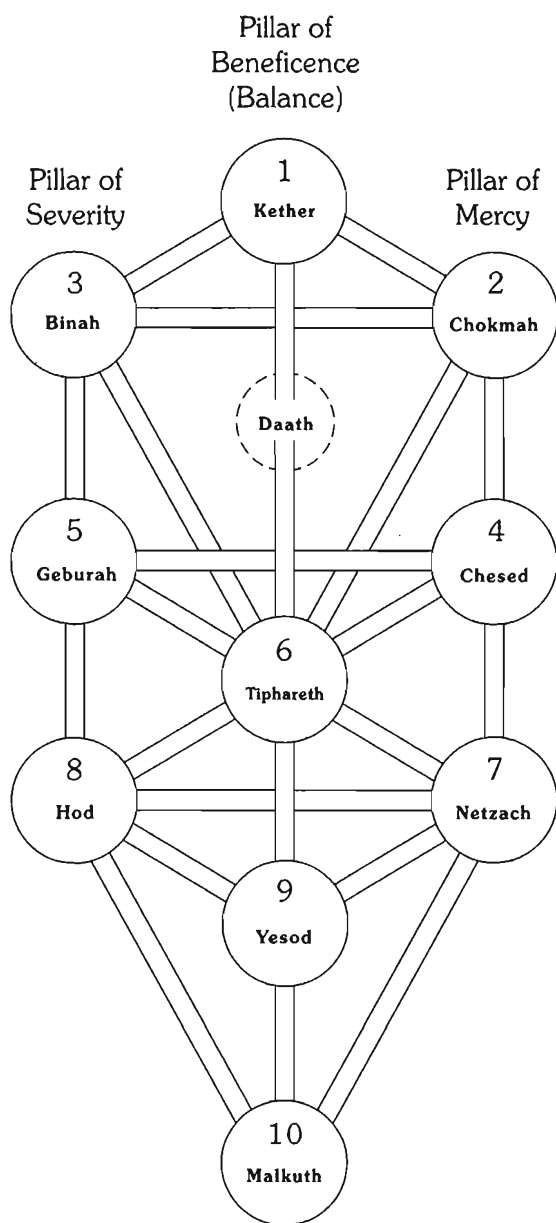 Pillar of
Beneficence
(Balance)
Pillar of
Severity
Pillar of
Mercy
1
Kether
3
Binah
2
Chokmah
Daath
5
Geburah
4
Chesed
6
Tiphareth
8
Hod
7
Netzach
9
Yesod
10
Malkuth